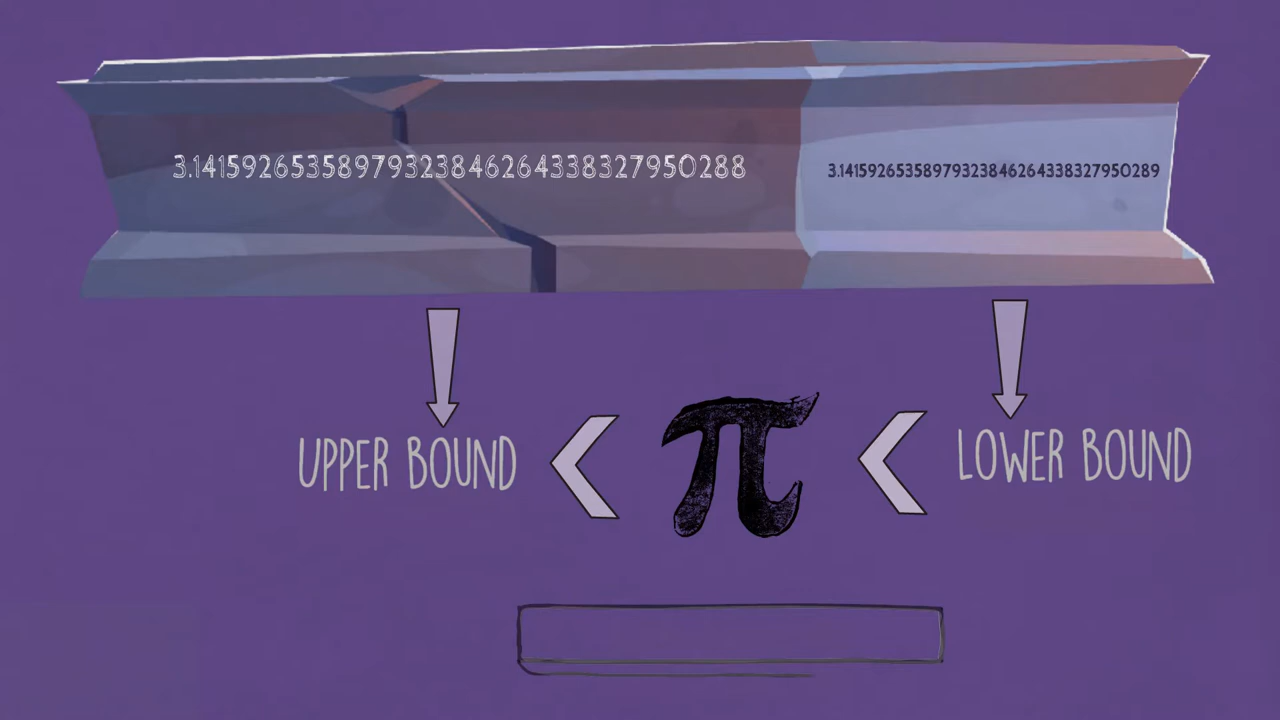 3.14159265358979323846264338327950288
3.14159265358979323846264338327950289
UPPER BOUND < π < LOWER BOUND